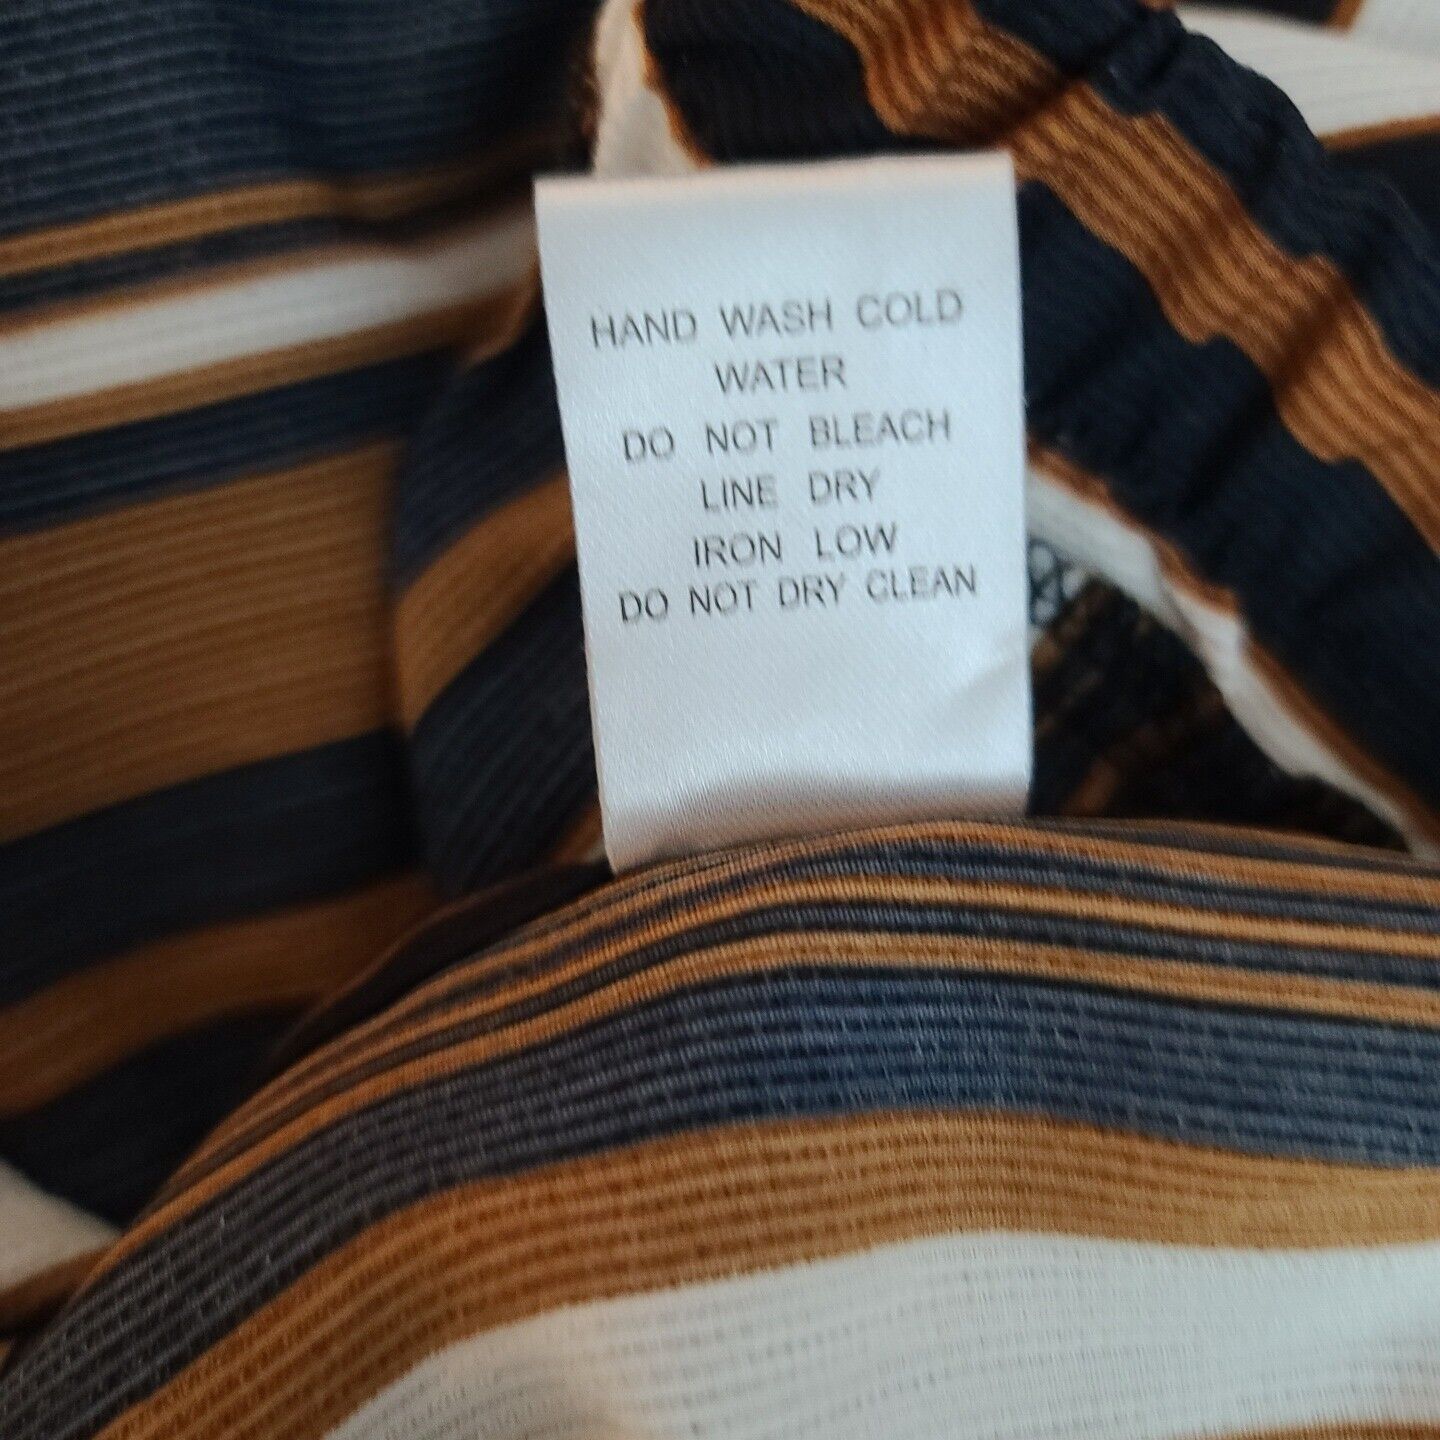 HAND WASH COLD
WATER
DO NOT BLEACH
LINE DRY
IRON LOW
DO NOT DRY CLEAN